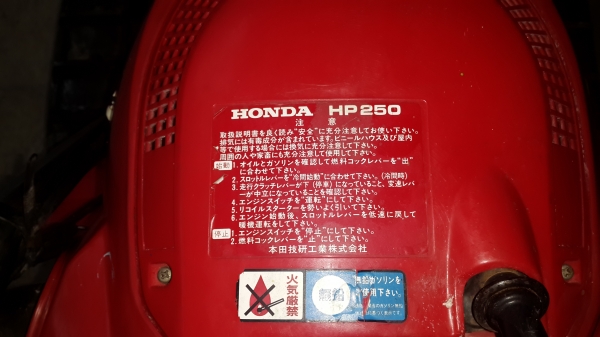 HONDA HP250
注意
取扱説明書を良く読み"安全"に充分注意してお使い下さい。
排気には有毒成分が含まれています。ビニールハウス及び屋内
等で使用する場合には換気に充分注意して下さい。
周囲の人や家畜にも充分注意して使用して下さい。
始動 1. オイルとガソリンを確認して燃料コックレバーを"出"
に合わせて下さい。
2. スロットルレバーを"冷間始動"に合わせて下さい。(冷間時)
3. 走行クラッチレバーが下(停車)になっていること、変速レバー
が中立になっていることを確認して下さい。
4. エンジンスイッチを"運転"にして下さい。
5. リコイルスターターを勢いよく引いて下さい。
6. エンジン始動後、スロットルレバーを低速に戻して
暖機運転をして下さい。
停止 1. エンジンスイッチを"停止"にして下さい。
2. 燃料コックレバーを"止"にして下さい。
本田技研工業株式会社
火気厳禁
無鉛
無鉛ガソリンを
使用下さい。